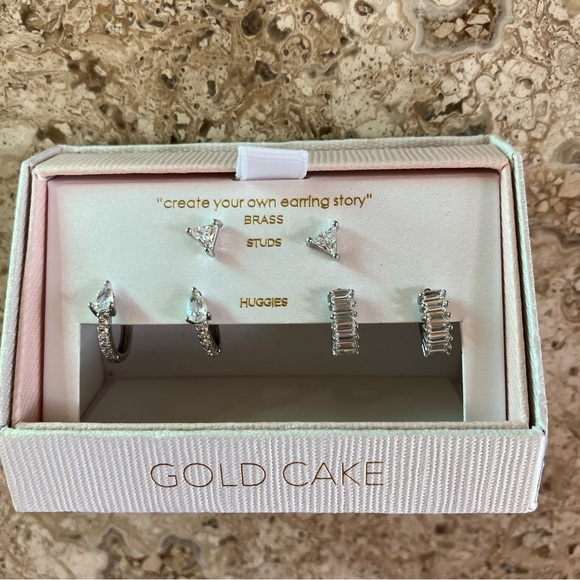 "create your own earring story"
BRASS
STUDS
HUGGIES
GOLD CAKE